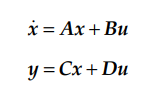 ẋ = Ax + Bu
y = Cx + Du